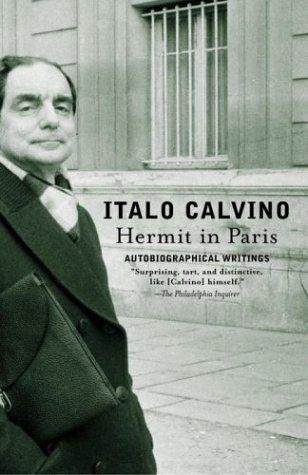 ITALO CALVINO
Hermit in Paris
AUTOBIOGRAPHICAL WRITINGS
"Surprising, tart, and distinctive,
like [Calvino] himself."
—The Philadelphia Inquirer